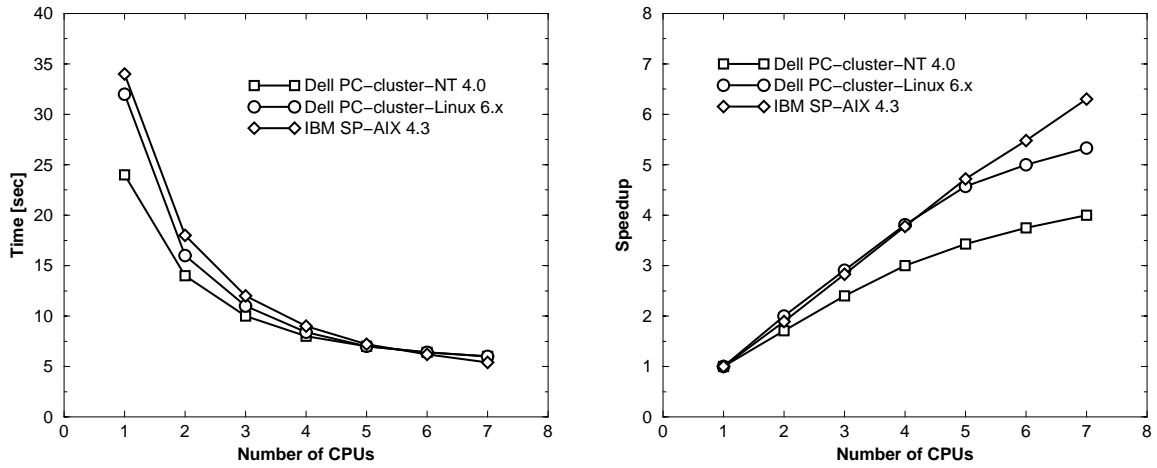 40
35
30
25
20
15
10
5
0
Time [sec]
Dell PC-cluster-NT 4.0
Dell PC-cluster-Linux 6.x
IBM SP-AIX 4.3
0 1 2 3 4 5 6 7 8
Number of CPUs
8
7
6
5
4
3
2
1
0
Speedup
Dell PC-cluster-NT 4.0
Dell PC-cluster-Linux 6.x
IBM SP-AIX 4.3
0 1 2 3 4 5 6 7 8
Number of CPUs